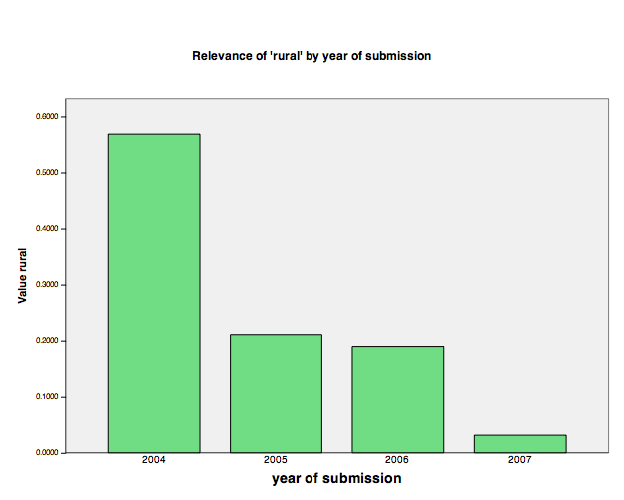 Relevance of 'rural' by year of submission
0.6000
0.5000
0.4000
0.3000
0.2000
0.1000
0.0000
Value rural
2004 2005 2006 2007
year of submission